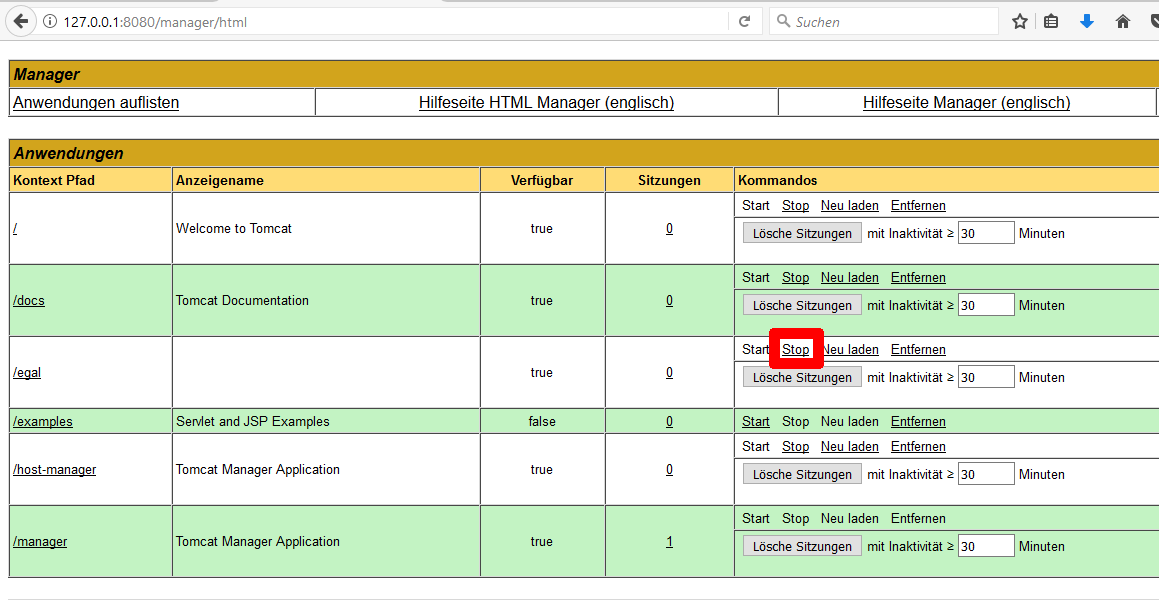 127.0.0.1:8080/manager/html Suchen
Manager
Anwendungen auflisten Hilfeseite HTML Manager (englisch) Hilfeseite Manager (englisch)
Anwendungen
Kontext Pfad Anzeigename Verfügbar Sitzungen Kommandos
Start Stop Neu laden Entfernen
/ Welcome to Tomcat true 0
Lösche Sitzungen mit Inaktivität ≥ 30 Minuten
Start Stop Neu laden Entfernen
/docs Tomcat Documentation true 0
Lösche Sitzungen mit Inaktivität ≥ 30 Minuten
Start Stop Neu laden Entfernen
/egal true 0
Lösche Sitzungen mit Inaktivität ≥ 30 Minuten
/examples Servlet and JSP Examples false 0 Start Stop Neu laden Entfernen
Start Stop Neu laden Entfernen
/host-manager Tomcat Manager Application true 0
Lösche Sitzungen mit Inaktivität ≥ 30 Minuten
Start Stop Neu laden Entfernen
/manager Tomcat Manager Application true 1
Lösche Sitzungen mit Inaktivität ≥ 30 Minuten